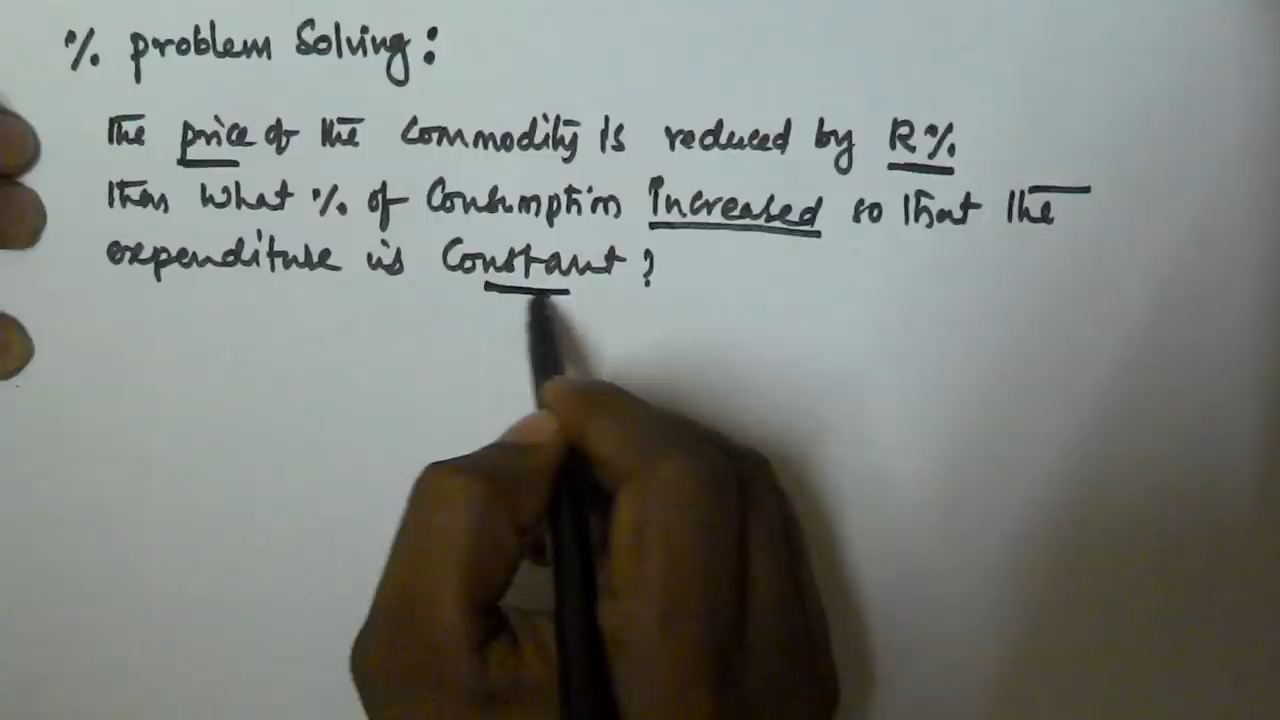 % problem Solving:
The price of the Commodity is reduced by R%
then what % of Consumption Increased so that the
expenditure is Constant?